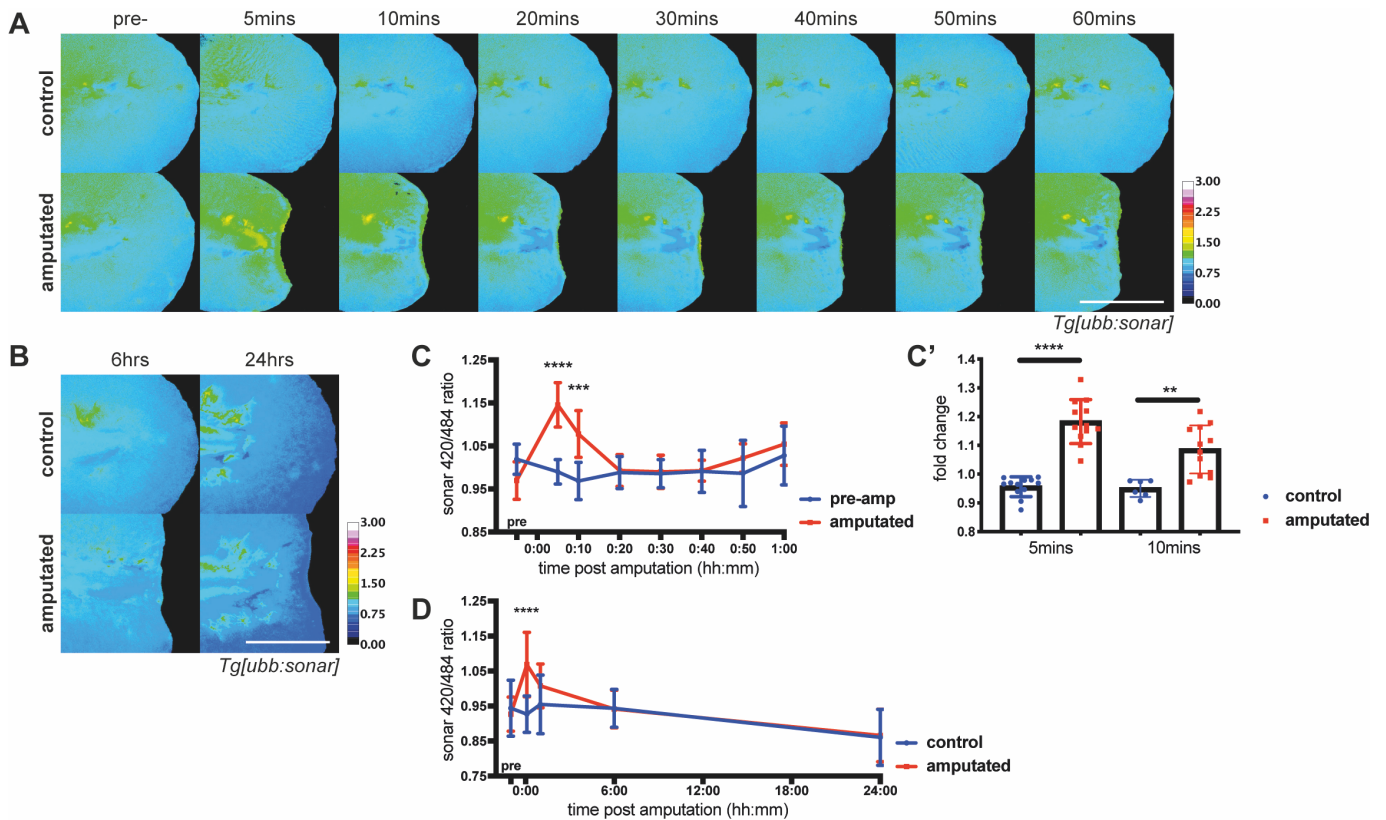 A
pre-
5mins
10mins
20mins
30mins
40mins
50mins
60mins
control
amputated
3.00
2.25
1.50
0.75
0.00
Tg[ubb:sonar]
B
6hrs
24hrs
control
amputated
3.00
2.25
1.50
0.75
0.00
Tg[ubb:sonar]
C
1.25
1.15
1.05
0.95
0.85
sonar 420/484 ratio
****
***
pre
0:00
0:10
0:20
0:30
0:40
0:50
1:00
time post amputation (hh:mm)
pre-amp
amputated
C’
1.4
1.3
1.2
1.1
1.0
0.9
0.8
fold change
****
**
5mins
10mins
control
amputated
D
1.25
1.15
1.05
0.95
0.85
0.75
sonar 420/484 ratio
****
pre
0:00
6:00
12:00
18:00
24:00
time post amputation (hh:mm)
control
amputated